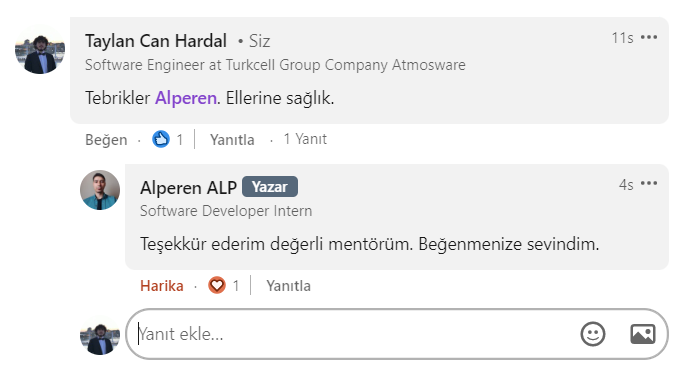 Taylan Can Hardal • Siz
11s •••
Software Engineer at Turkcell Group Company Atmosware
Tebrikler Alperen. Ellerine sağlık.
Beğen · 1 | Yanıtla · 1 Yanıt
Alperen ALP Yazar
4s •••
Software Developer Intern
Teşekkür ederim değerli mentörüm. Beğenmenize sevindim.
Harika · 1 | Yanıtla
Yanıt ekle...